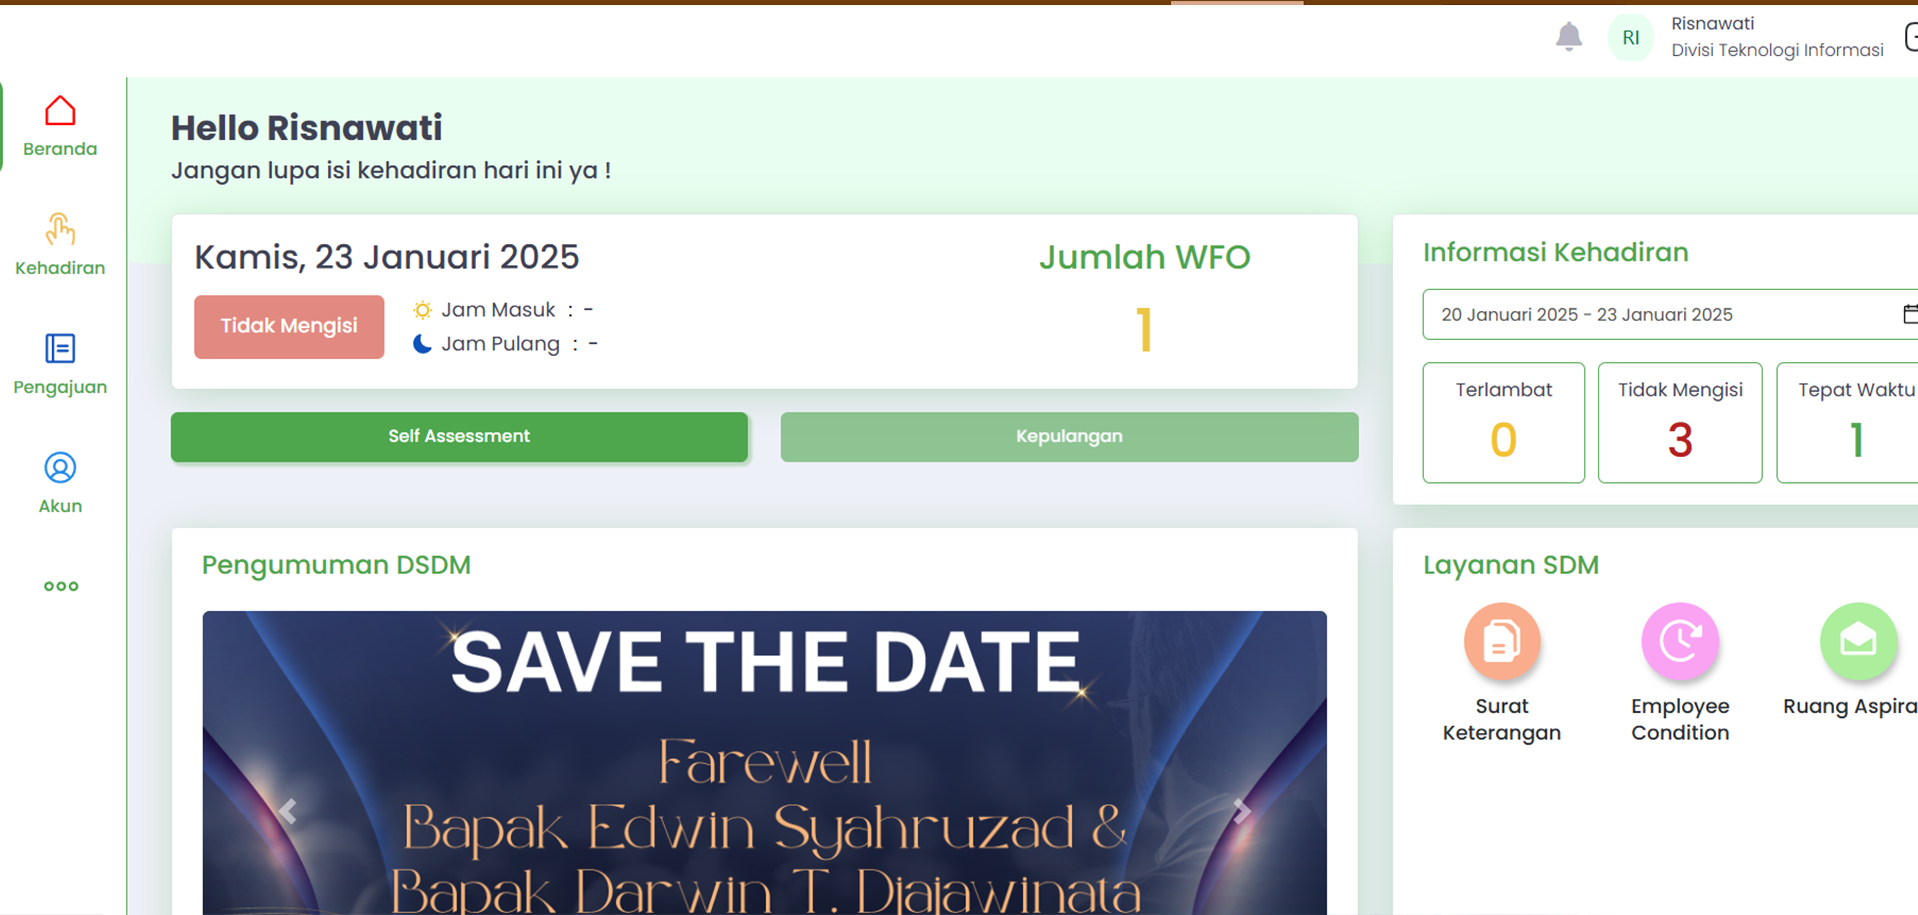 RI
Risnawati
Divisi Teknologi Informasi
Beranda
Kehadiran
Pengajuan
Akun
Hello Risnawati
Jangan lupa isi kehadiran hari ini ya !
Kamis, 23 Januari 2025
Tidak Mengisi
Jam Masuk : -
Jam Pulang : -
Jumlah WFO
1
Self Assessment
Kepulangan
Informasi Kehadiran
20 Januari 2025 - 23 Januari 2025
Terlambat
0
Tidak Mengisi
3
Tepat Waktu
1
Pengumuman DSDM
SAVE THE DATE
Farewell
Bapak Edwin Syahruzad &
Bapak Darwin T. Djajawinata
Layanan SDM
Surat
Keterangan
Employee
Condition
Ruang Aspira